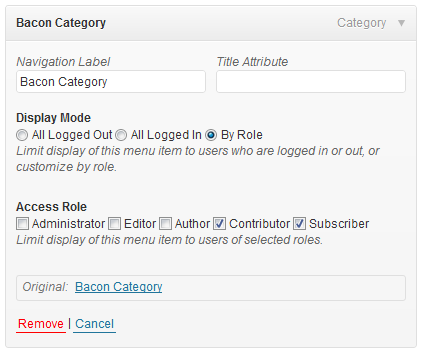 Bacon Category Category
Navigation Label Title Attribute
Bacon Category
Display Mode
All Logged Out All Logged In By Role
Limit display of this menu item to users who are logged in or out, or
customize by role.
Access Role
Administrator Editor Author Contributor Subscriber
Limit display of this menu item to users of selected roles.
Original: Bacon Category
Remove | Cancel